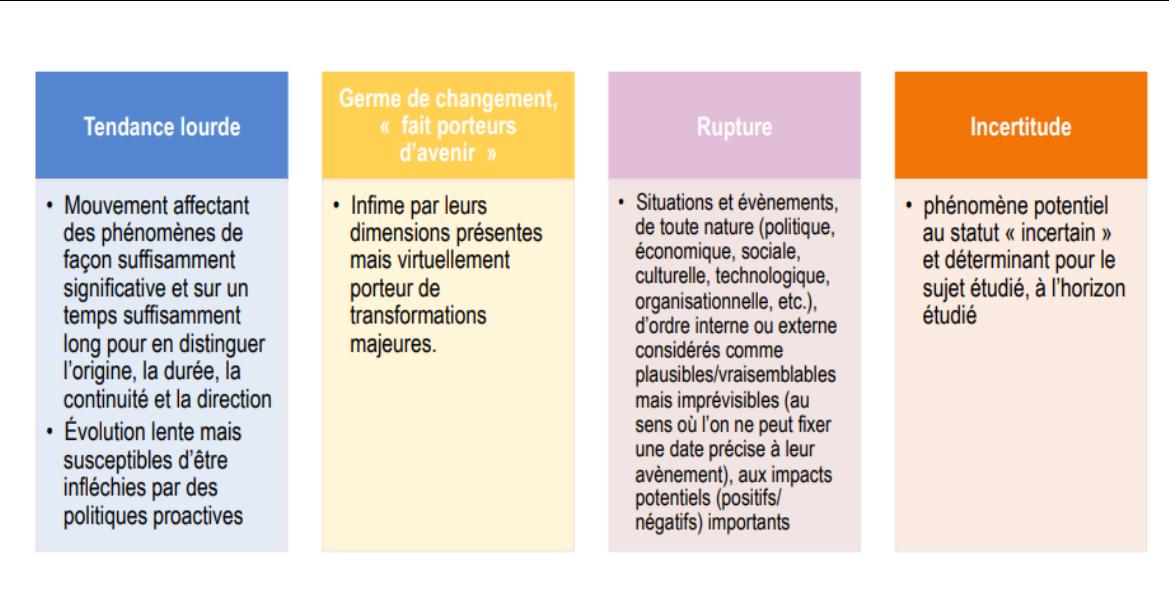 Tendance lourde
• Mouvement affectant
des phénomènes de
façon suffisamment
significative et sur un
temps suffisamment
long pour en distinguer
l'origine, la durée, la
continuité et la direction
• Évolution lente mais
susceptibles d'être
infléchies par des
politiques proactives
Germe de changement,
« fait porteurs
d'avenir »
• Infime par leurs
dimensions présentes
mais virtuellement
porteur de
transformations
majeures.
Rupture
• Situations et évènements,
de toute nature (politique,
économique, sociale,
culturelle, technologique,
organisationnelle, etc.),
d'ordre interne ou externe
considérés comme
plausibles/vraisemblables
mais imprévisibles (au
sens où l'on ne peut fixer
une date précise à leur
avènement), aux impacts
potentiels (positifs/
négatifs) importants
Incertitude
• phénomène potentiel
au statut « incertain »
et déterminant pour le
sujet étudié, à l'horizon
étudié